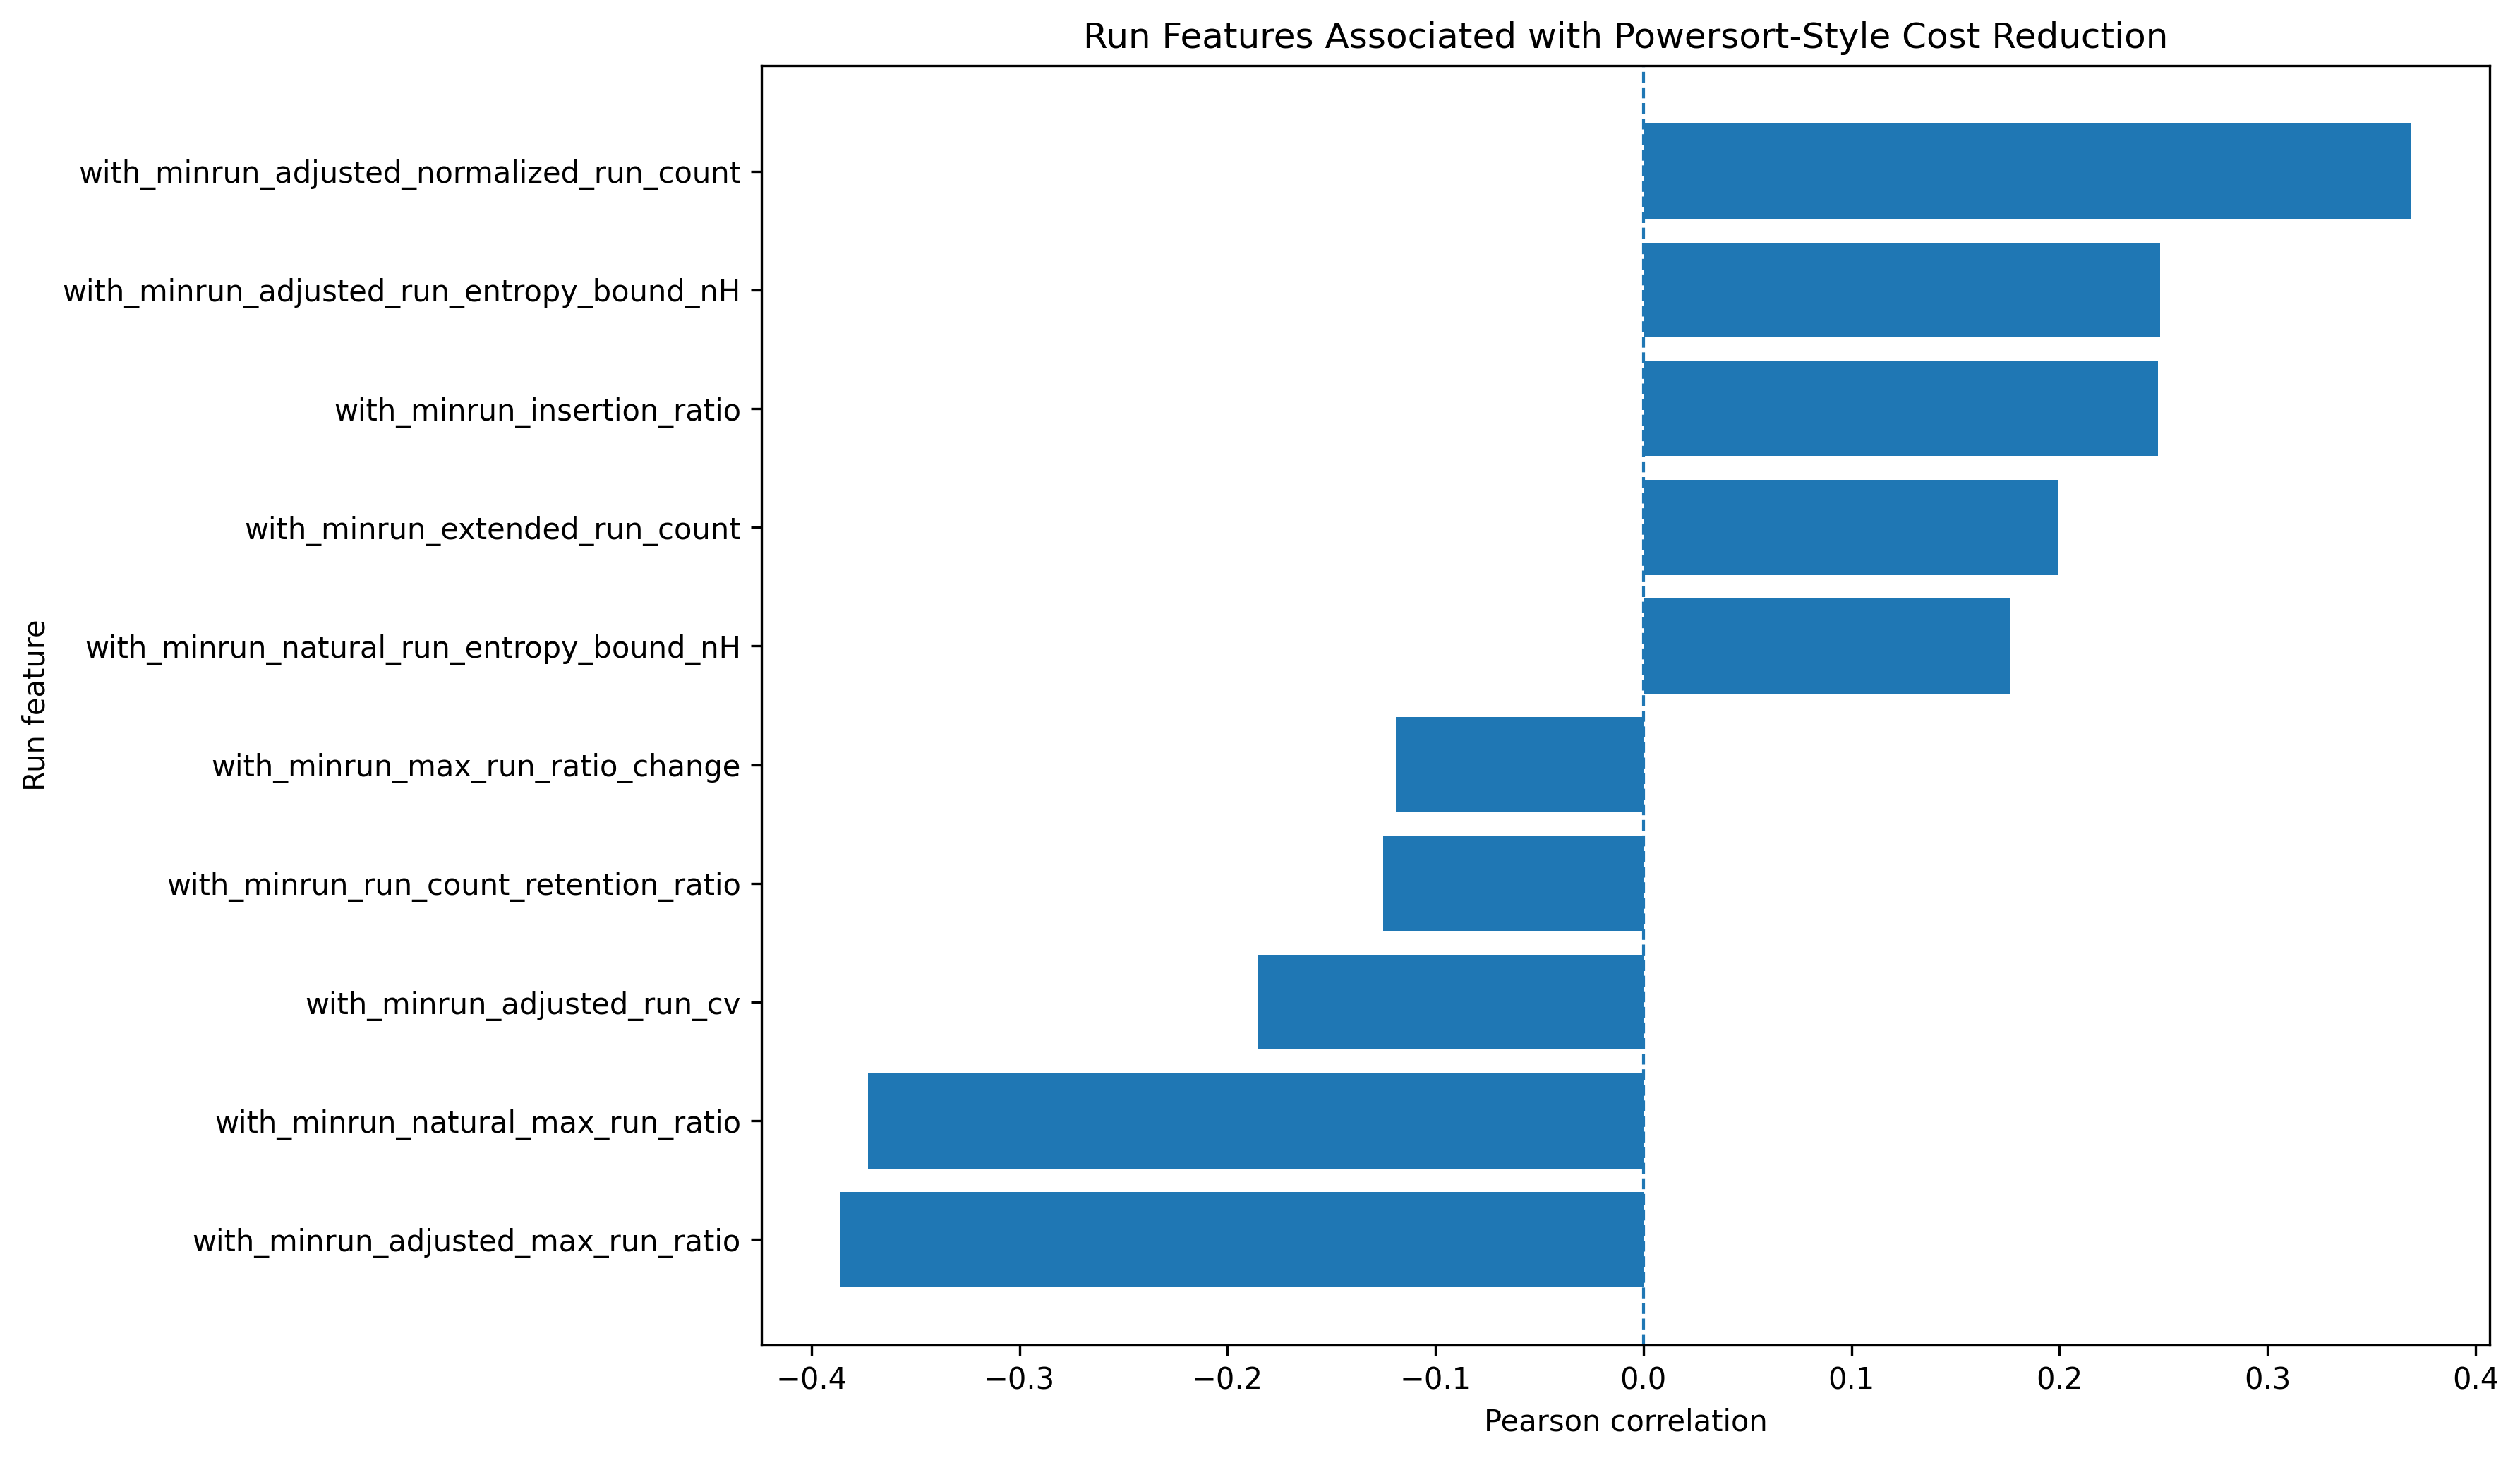 Run Features Associated with Powersort-Style Cost Reduction
Run feature
with_minrun_adjusted_normalized_run_count
with_minrun_adjusted_run_entropy_bound_nH
with_minrun_insertion_ratio
with_minrun_extended_run_count
with_minrun_natural_run_entropy_bound_nH
with_minrun_max_run_ratio_change
with_minrun_run_count_retention_ratio
with_minrun_adjusted_run_cv
with_minrun_natural_max_run_ratio
with_minrun_adjusted_max_run_ratio
−0.4 −0.3 −0.2 −0.1 0.0 0.1 0.2 0.3 0.4
Pearson correlation